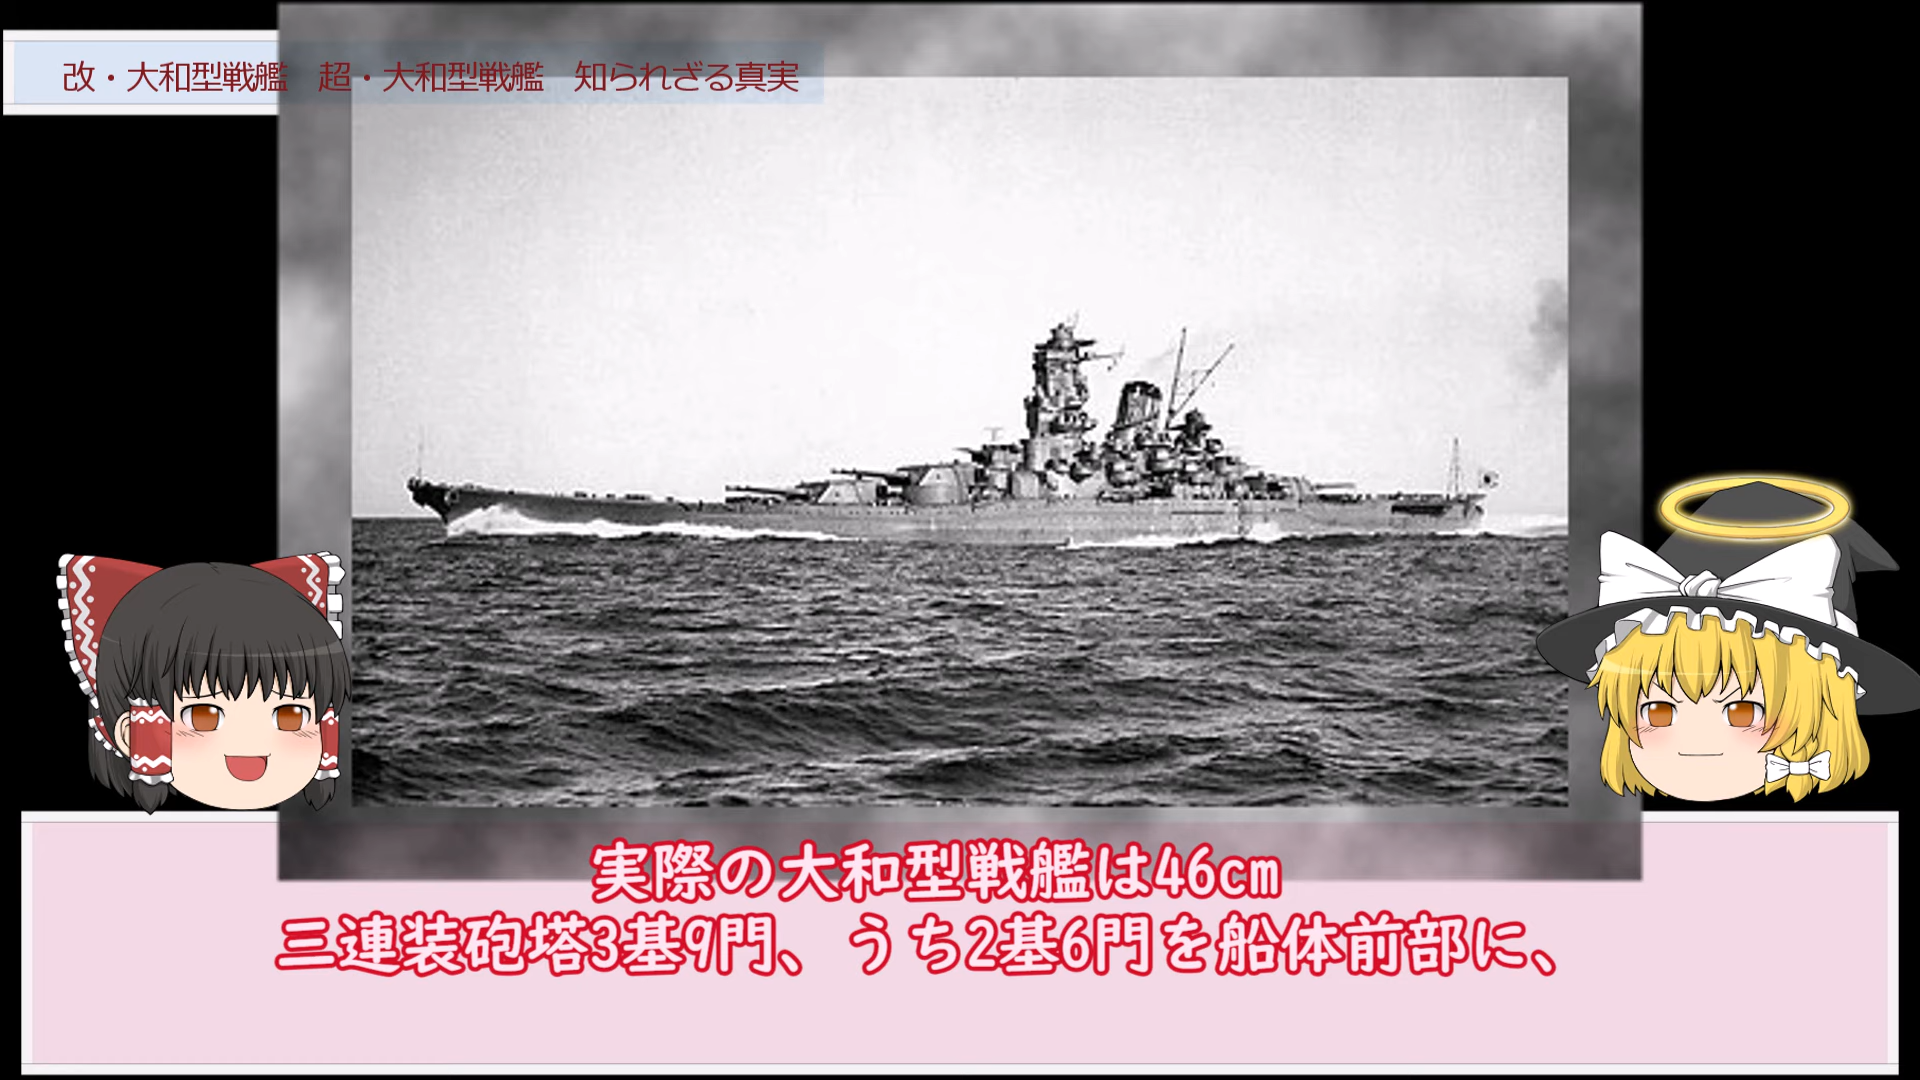 改・大和型戦艦　超・大和型戦艦　知られざる真実
実際の大和型戦艦は46cm
三連装砲塔3基9門、うち2基6門を船体前部に、